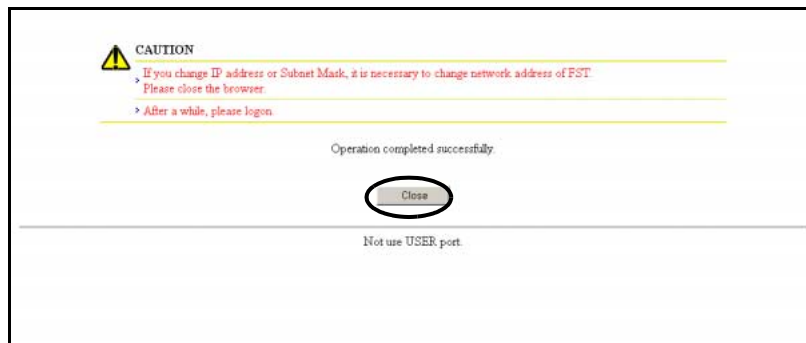 CAUTION
If you change IP address or Subnet Mask, it is necessary to change network address of FST.
Please close the browser.
After a while, please logon.
Operation completed successfully.
Close
Not use USER port.